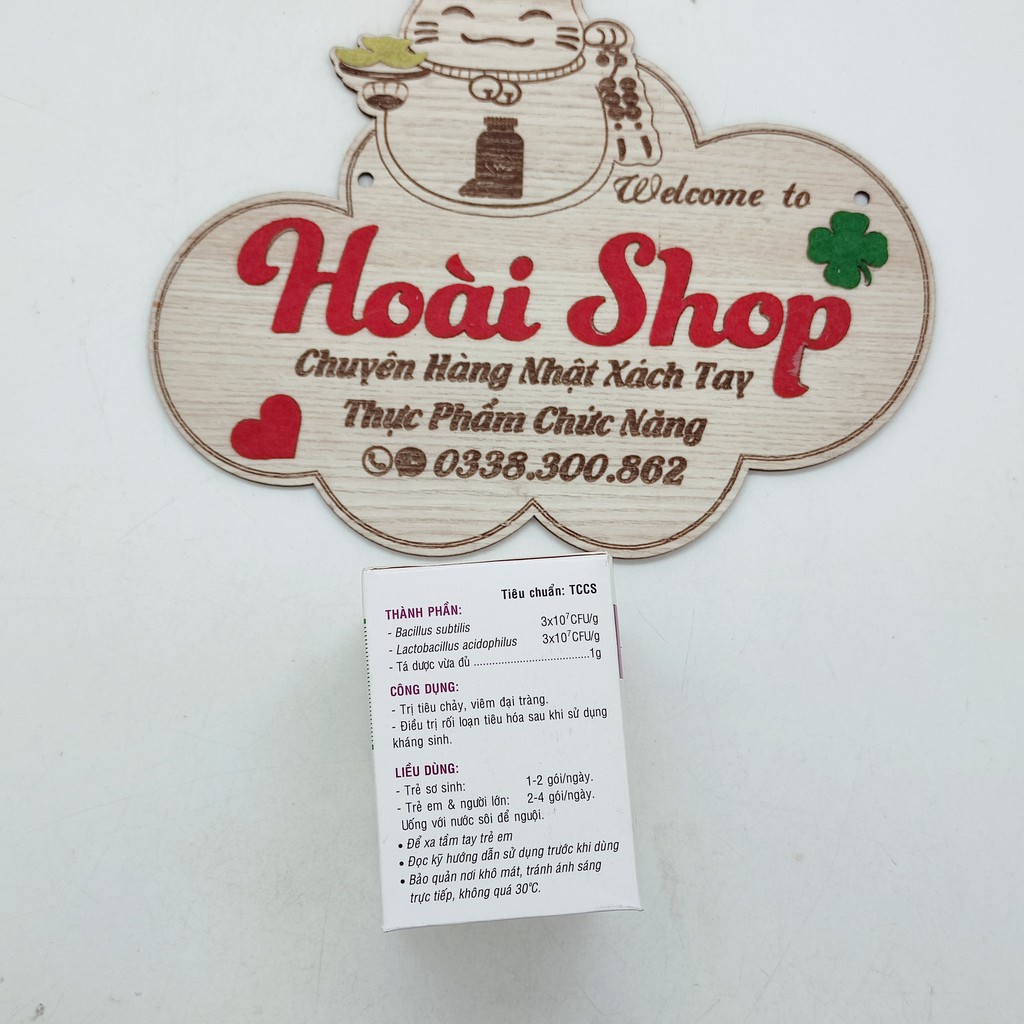 Welcome to
Hoài Shop
Chuyên Hàng Nhật Xách Tay
Thực Phẩm Chức Năng
0338.300.862
Tiêu chuẩn: TCCS
THÀNH PHẦN:
- Bacillus subtilis 3x10⁷CFU/g
- Lactobacillus acidophilus 3x10⁷CFU/g
- Tá dược vừa đủ ......................................1g
CÔNG DỤNG:
- Trị tiêu chảy, viêm đại tràng.
- Điều trị rối loạn tiêu hóa sau khi sử dụng
kháng sinh.
LIỀU DÙNG:
- Trẻ sơ sinh: 1-2 gói/ngày.
- Trẻ em & người lớn: 2-4 gói/ngày.
Uống với nước sôi để nguội.
• Để xa tầm tay trẻ em
• Đọc kỹ hướng dẫn sử dụng trước khi dùng
• Bảo quản nơi khô mát, tránh ánh sáng
trực tiếp, không quá 30°C.